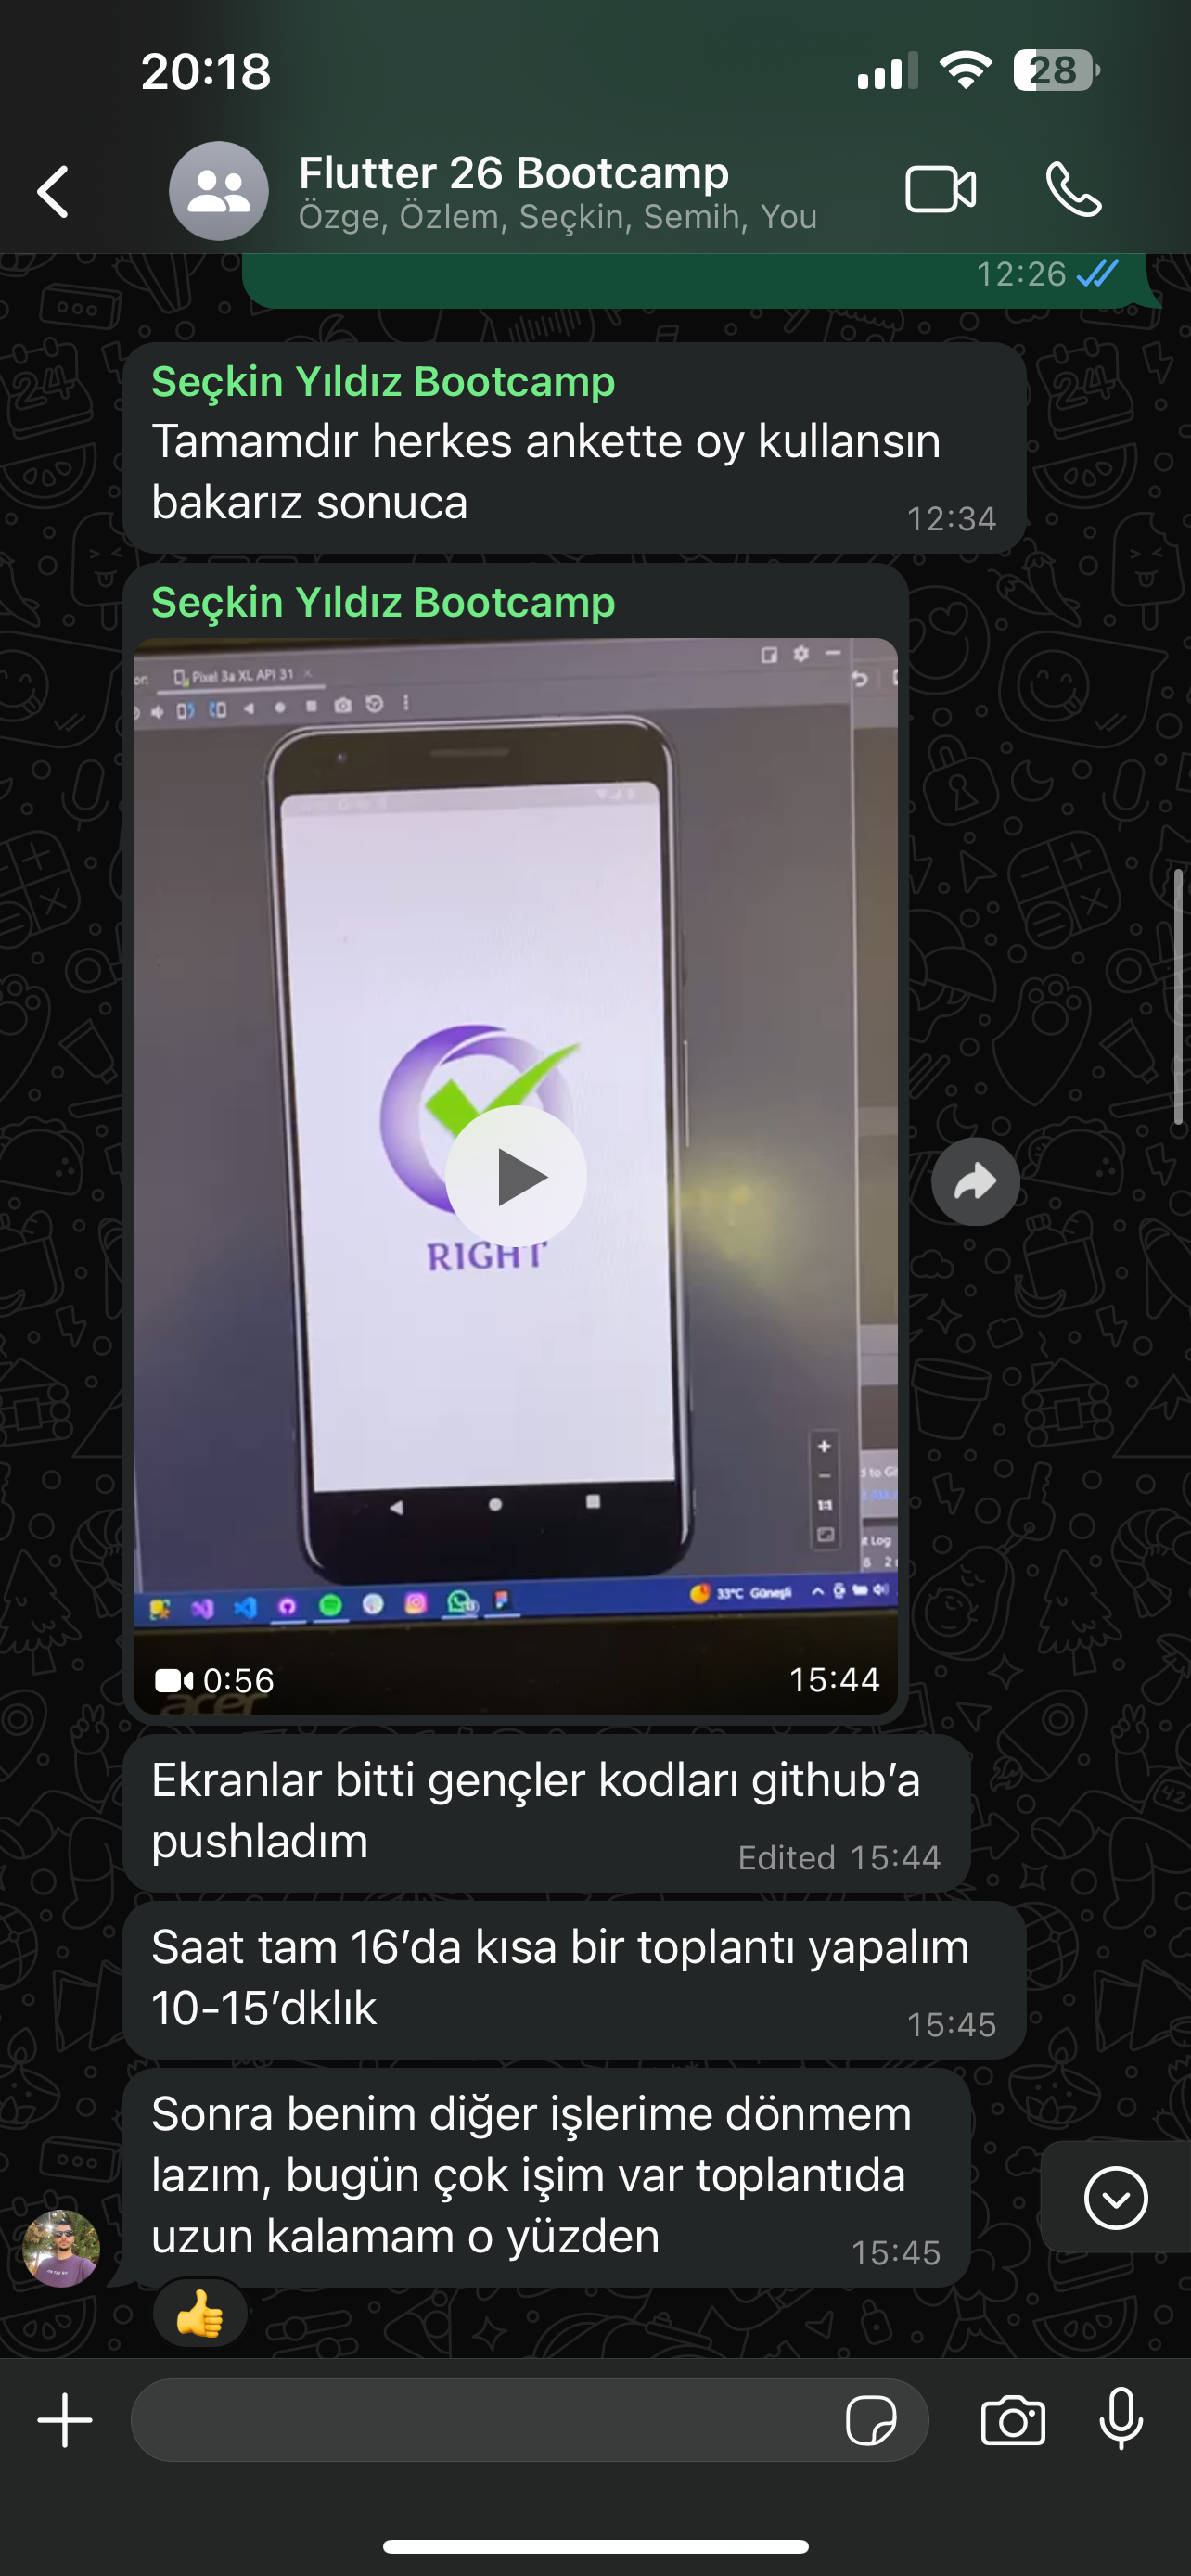 20:18
28
Flutter 26 Bootcamp
Özge, Özlem, Seçkin, Semih, You
12:26
Seçkin Yıldız Bootcamp
Tamamdır herkes ankette oy kullansın
bakarız sonuca
12:34
Seçkin Yıldız Bootcamp
Pixel 3a XL API 31
RIGHT
1:1
33°C Güneşli
acer
0:56
15:44
Ekranlar bitti gençler kodları github’a
pushladım
Edited 15:44
Saat tam 16’da kısa bir toplantı yapalım
10-15’dklık
15:45
Sonra benim diğer işlerime dönmem
lazım, bugün çok işim var toplantıda
uzun kalamam o yüzden
15:45